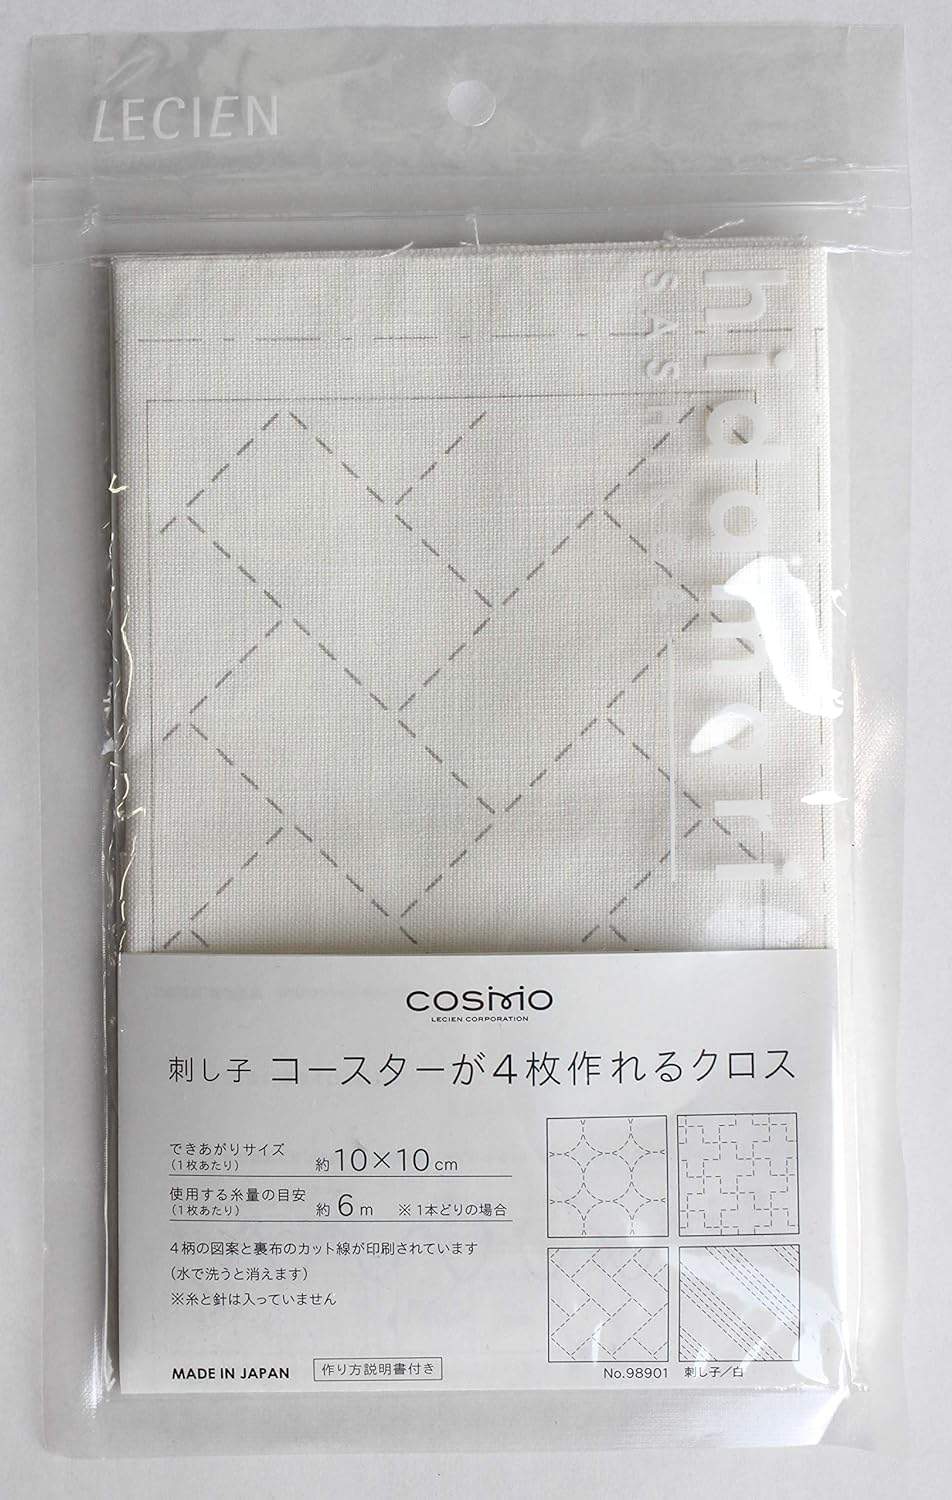 LECIEN
hidamari
SASHIKO
COSMO
LECIEN CORPORATION
刺し子 コースターが4枚作れるクロス
できあがりサイズ
(1枚あたり) 約10×10cm
使用する糸量の目安
(1枚あたり) 約6m ※1本どりの場合
4柄の図案と裏布のカット線が印刷されています
(水で洗うと消えます)
※糸と針は入っていません
MADE IN JAPAN 作り方説明書付き
No.98901 刺し子/白